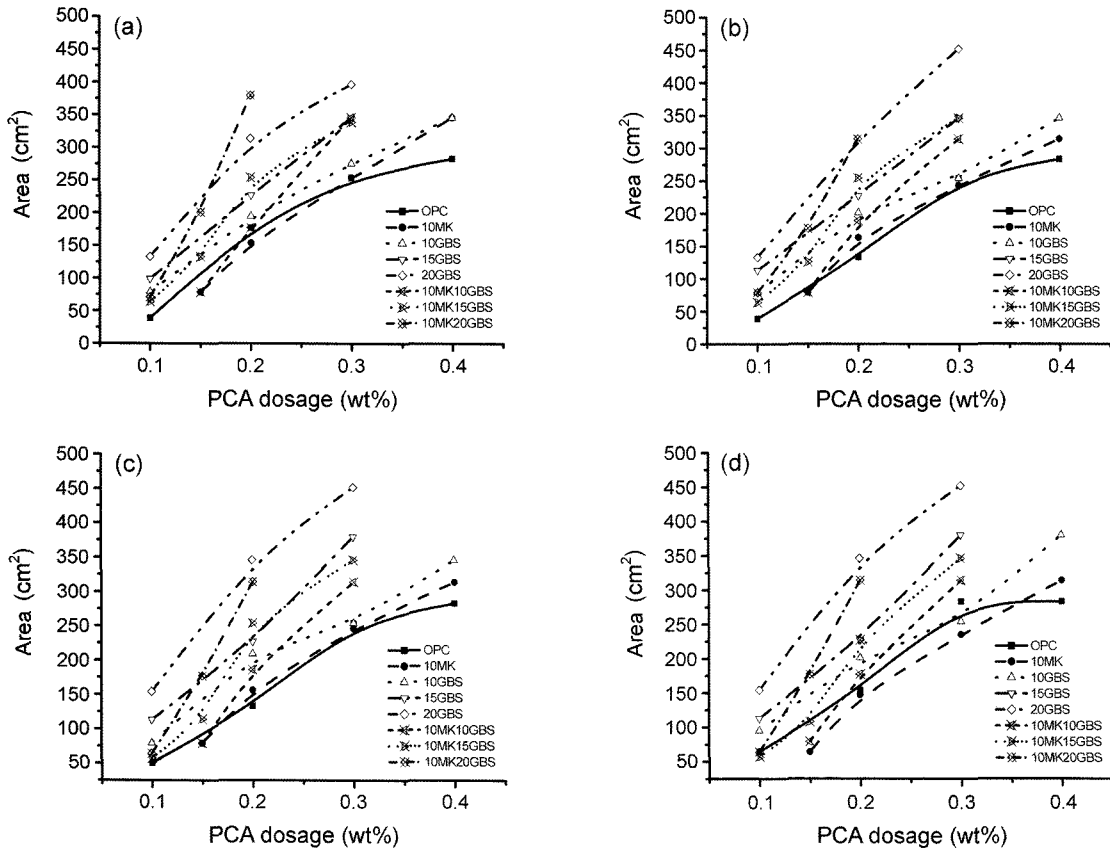 (a)
500
450
400
350
300
250
200
150
100
50
0
Area (cm²)
0.1 0.2 0.3 0.4
PCA dosage (wt%)
OPC
10MK
10GBS
15GBS
20GBS
10MK10GBS
10MK15GBS
10MK20GBS
(b)
500
450
400
350
300
250
200
150
100
50
0
Area (cm²)
0.1 0.2 0.3 0.4
PCA dosage (wt%)
OPC
10MK
10GBS
15GBS
20GBS
10MK10GBS
10MK15GBS
10MK20GBS
(c)
500
450
400
350
300
250
200
150
100
50
Area (cm²)
0.1 0.2 0.3 0.4
PCA dosage (wt%)
OPC
10MK
10GBS
15GBS
20GBS
10MK10GBS
10MK15GBS
10MK20GBS
(d)
500
450
400
350
300
250
200
150
100
50
Area (cm²)
0.1 0.2 0.3 0.4
PCA dosage (wt%)
OPC
10MK
10GBS
15GBS
20GBS
10MK10GBS
10MK15GBS
10MK20GBS